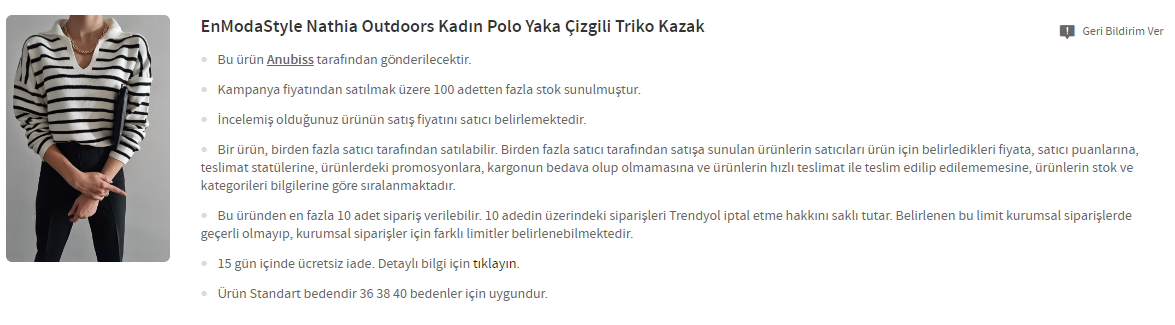 EnModaStyle Nathia Outdoors Kadın Polo Yaka Çizgili Triko Kazak
Geri Bildirim Ver
Bu ürün Anubiss tarafından gönderilecektir.
Kampanya fiyatından satılmak üzere 100 adetten fazla stok sunulmuştur.
İncelemiş olduğunuz ürünün satış fiyatını satıcı belirlemektedir.
Bir ürün, birden fazla satıcı tarafından satılabilir. Birden fazla satıcı tarafından satışa sunulan ürünlerin satıcıları ürün için belirledikleri fiyata, satıcı puanlarına,
teslimat statülerine, ürünlerdeki promosyonlara, kargonun bedava olup olmamasına ve ürünlerin hızlı teslimat ile teslim edilip edilememesine, ürünlerin stok ve
kategorileri bilgilerine göre sıralanmaktadır.
Bu üründen en fazla 10 adet sipariş verilebilir. 10 adedin üzerindeki siparişleri Trendyol iptal etme hakkını saklı tutar. Belirlenen bu limit kurumsal siparişlerde
geçerli olmayıp, kurumsal siparişler için farklı limitler belirlenebilmektedir.
15 gün içinde ücretsiz iade. Detaylı bilgi için tıklayın.
Ürün Standart bedendir 36 38 40 bedenler için uygundur.